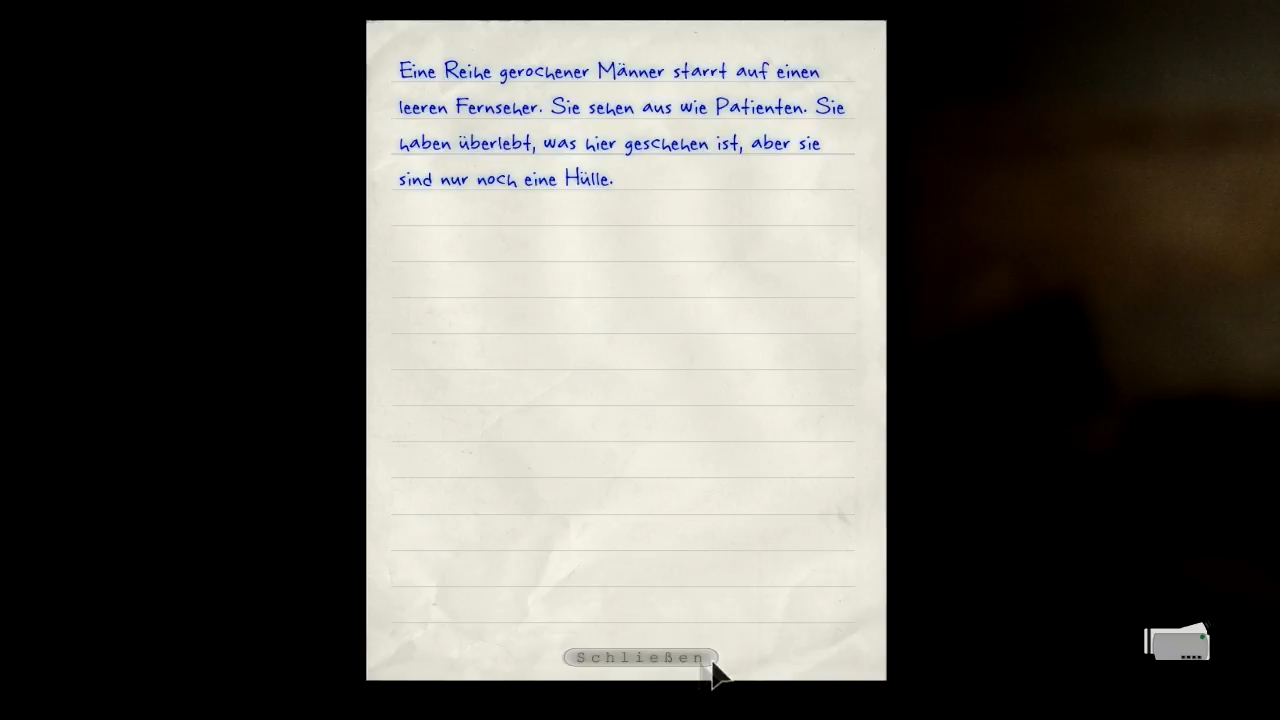 Eine Reihe gerochener Männer starrt auf einen
leeren Fernseher. Sie sehen aus wie Patienten. Sie
haben überlebt, was hier geschehen ist, aber sie
sind nur noch eine Hülle.
Schließen